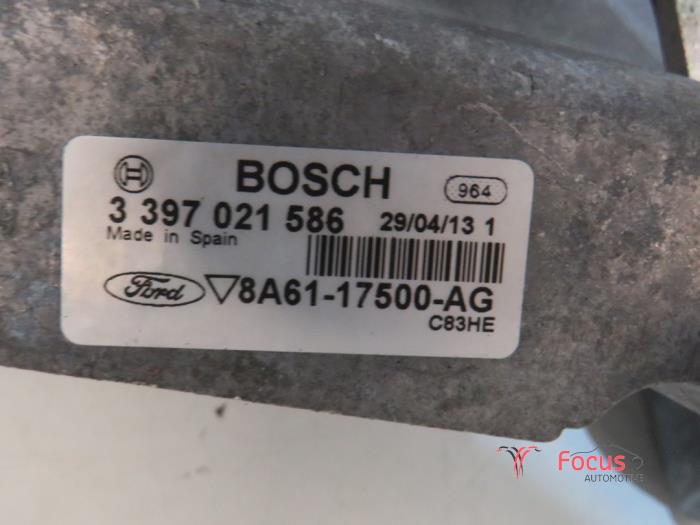 BOSCH
964
3 397 021 586 29/04/13 1
Made in Spain
Ford 8A61-17500-AG
C83HE
Focus
AUTOMOTIVE